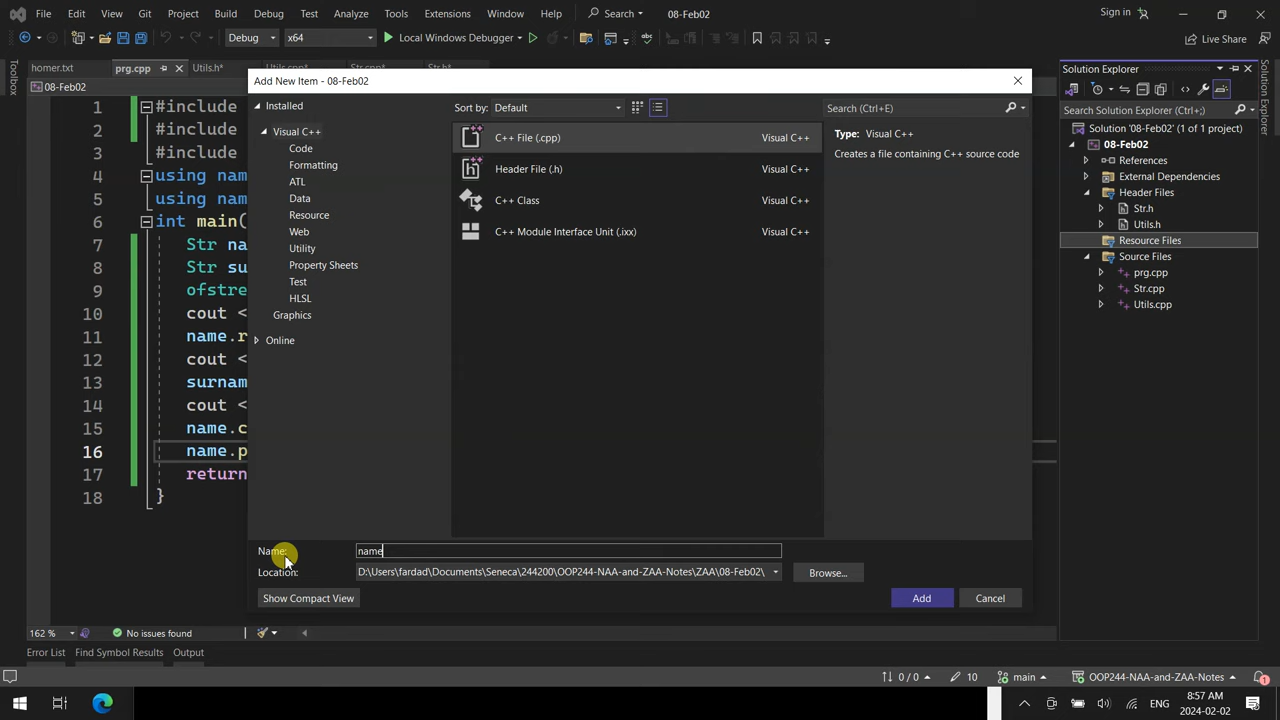 File Edit View Git Project Build Debug Test Analyze Tools Extensions Window Help Search 08-Feb02 Sign in
Debug x64 Local Windows Debugger Live Share
Toolbox
homer.txt prg.cpp Utils.h*
08-Feb02
1 #include
2 #include
3 #include
4 using nam
5 using nam
6 int main(
7 Str na
8 Str su
9 ofstre
10 cout <
11 name.r
12 cout <
13 surnam
14 cout <
15 name.c
16 name.p
17 return
18 }
Add New Item - 08-Feb02
Installed
Visual C++
Code
Formatting
ATL
Data
Resource
Web
Utility
Property Sheets
Test
HLSL
Graphics
Online
Sort by: Default
Search (Ctrl+E)
C++ File (.cpp) Visual C++
Header File (.h) Visual C++
C++ Class Visual C++
C++ Module Interface Unit (.ixx) Visual C++
Type: Visual C++
Creates a file containing C++ source code
Name: name
Location: D:\Users\fardad\Documents\Seneca\244200\OOP244-NAA-and-ZAA-Notes\ZAA\08-Feb02\
Browse...
Show Compact View
Add Cancel
Solution Explorer
Search Solution Explorer (Ctrl+;)
Solution '08-Feb02' (1 of 1 project)
08-Feb02
References
External Dependencies
Header Files
Str.h
Utils.h
Resource Files
Source Files
prg.cpp
Str.cpp
Utils.cpp
Solution Explorer
Properties
162 % No issues found
Error List Find Symbol Results Output
0 / 0 10 main OOP244-NAA-and-ZAA-Notes 1
ENG
8:57 AM
2024-02-02